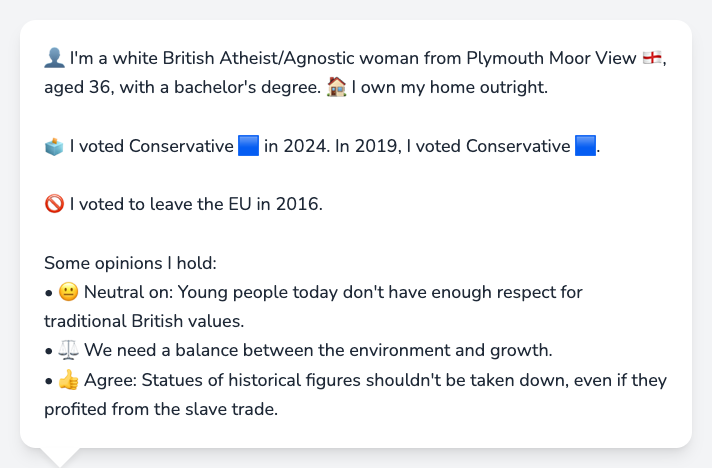 👤 I'm a white British Atheist/Agnostic woman from Plymouth Moor View 🏴󠁧󠁢󠁥󠁮󠁧󠁿,
aged 36, with a bachelor's degree. 🏠 I own my home outright.
🗳️ I voted Conservative 🟦 in 2024. In 2019, I voted Conservative 🟦.
🚫 I voted to leave the EU in 2016.
Some opinions I hold:
• 😐 Neutral on: Young people today don't have enough respect for
traditional British values.
• ⚖️ We need a balance between the environment and growth.
• 👍 Agree: Statues of historical figures shouldn't be taken down, even if they
profited from the slave trade.